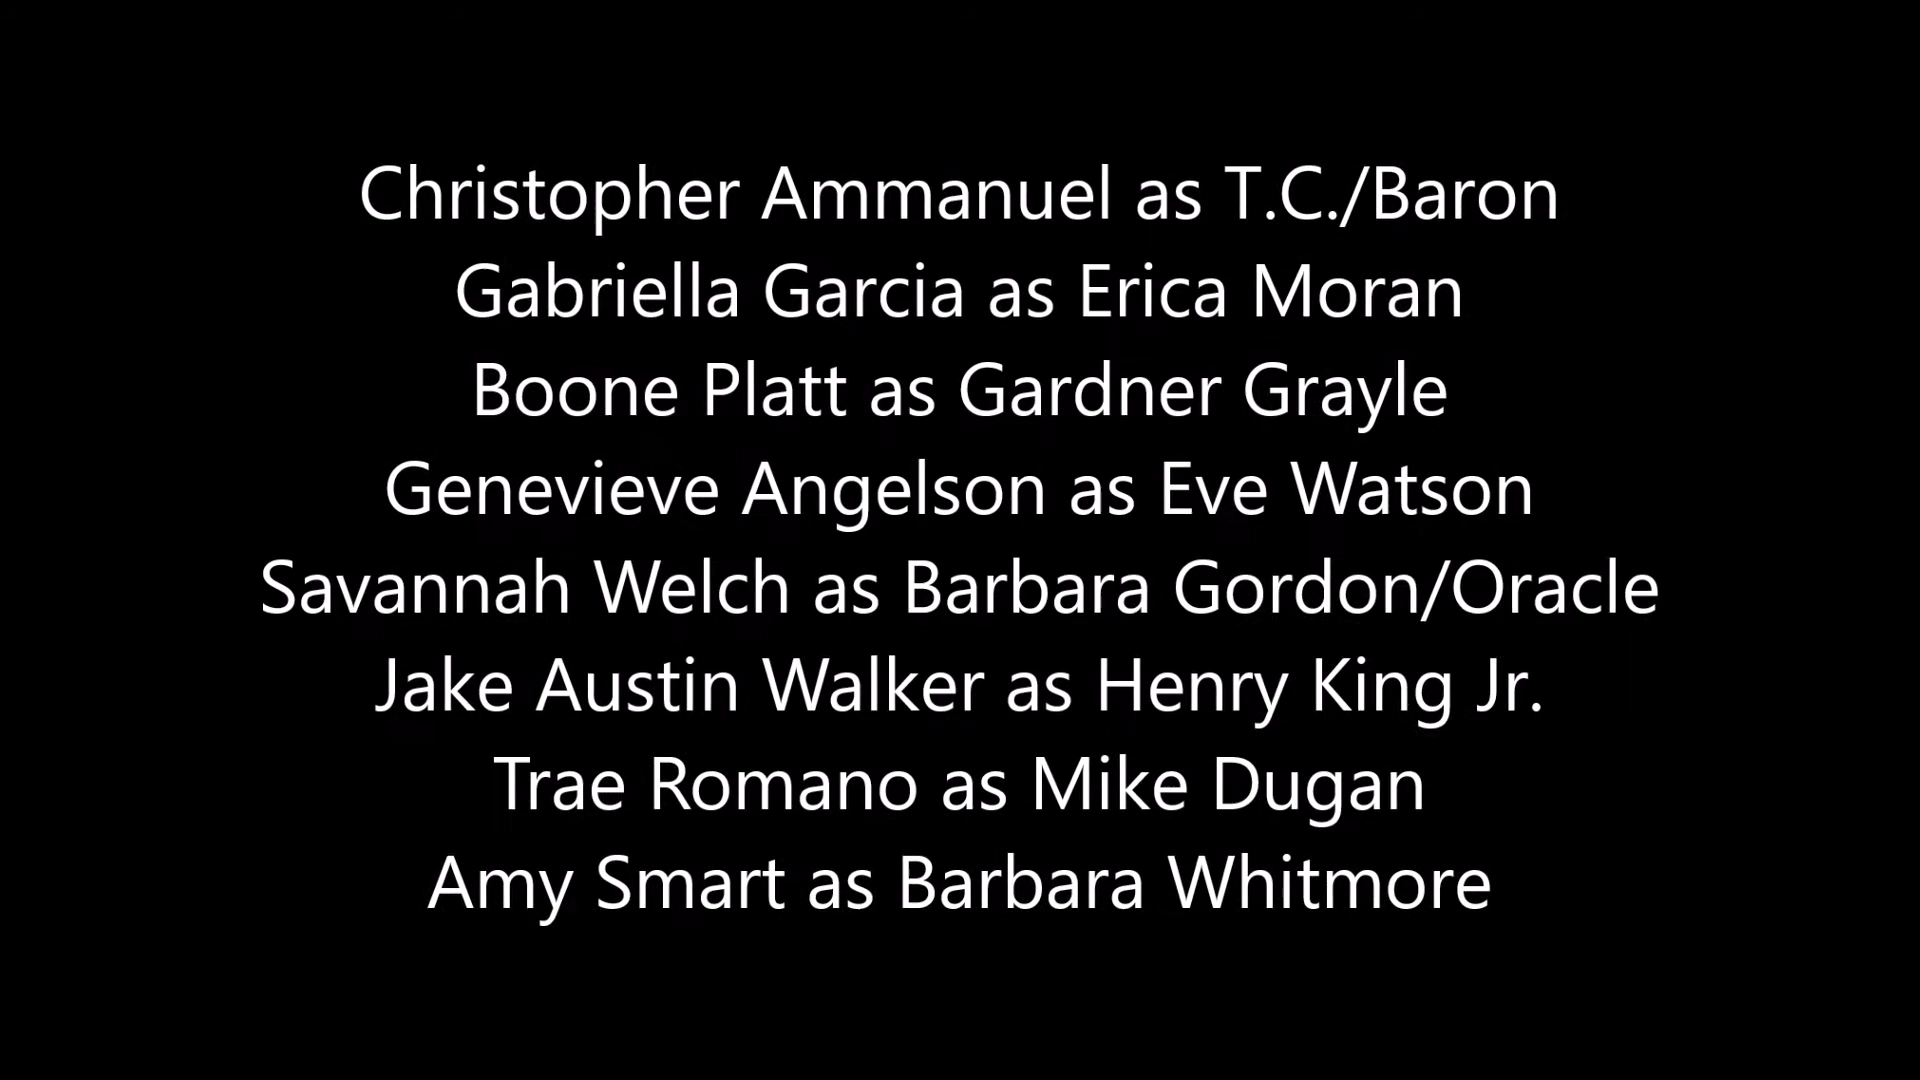 Christopher Ammanuel as T.C./Baron
Gabriella Garcia as Erica Moran
Boone Platt as Gardner Grayle
Genevieve Angelson as Eve Watson
Savannah Welch as Barbara Gordon/Oracle
Jake Austin Walker as Henry King Jr.
Trae Romano as Mike Dugan
Amy Smart as Barbara Whitmore